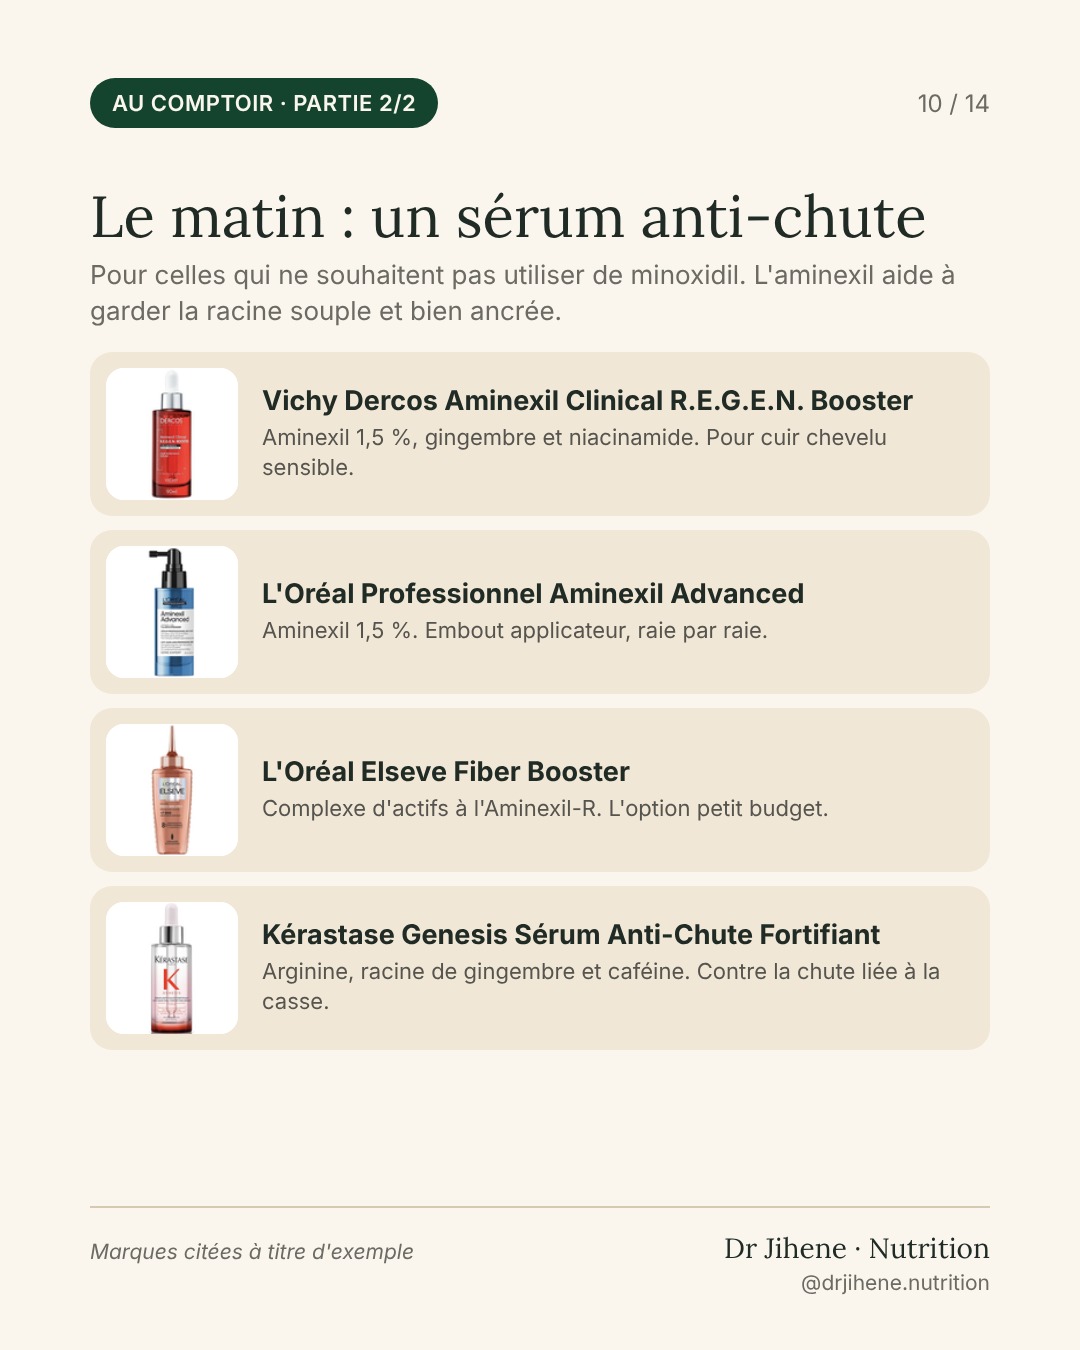 AU COMPTOIR · PARTIE 2/2
10 / 14
Le matin : un sérum anti-chute
Pour celles qui ne souhaitent pas utiliser de minoxidil. L'aminexil aide à
garder la racine souple et bien ancrée.
DERCOS
Vichy Dercos Aminexil Clinical R.E.G.E.N. Booster
Aminexil 1,5 %, gingembre et niacinamide. Pour cuir chevelu
sensible.
Aminexil
Advanced
L'Oréal Professionnel Aminexil Advanced
Aminexil 1,5 %. Embout applicateur, raie par raie.
ELSEVE
L'Oréal Elseve Fiber Booster
Complexe d'actifs à l'Aminexil-R. L'option petit budget.
KÉRASTASE
K
Kérastase Genesis Sérum Anti-Chute Fortifiant
Arginine, racine de gingembre et caféine. Contre la chute liée à la
casse.
Marques citées à titre d'exemple
Dr Jihene · Nutrition
@drjihene.nutrition